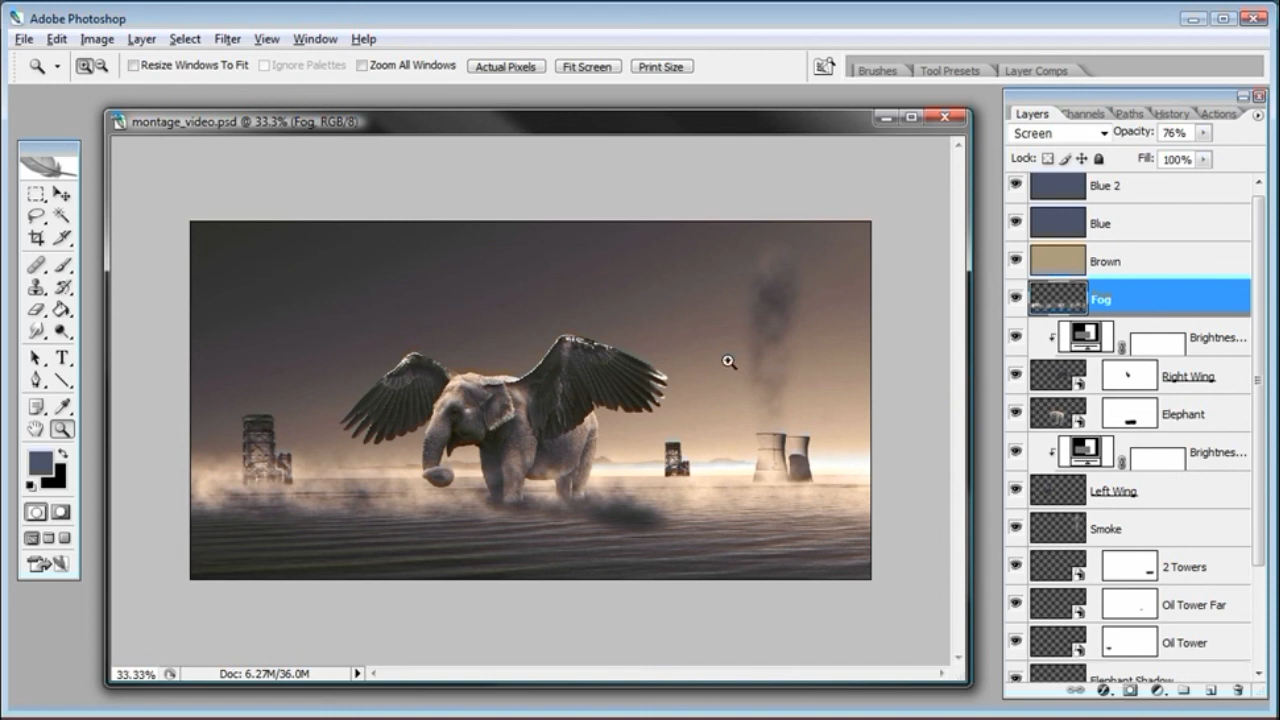 Adobe Photoshop
File Edit Image Layer Select Filter View Window Help
Resize Windows To Fit Ignore Palettes Zoom All Windows Actual Pixels Fit Screen Print Size Brushes Tool Presets Layer Comps
montage_video.psd @ 33.3% (Fog, RGB/8)
Layers Channels Paths History Actions
Screen Opacity: 76%
Lock: Fill: 100%
Blue 2
Blue
Brown
Fog
Brightnes...
Right Wing
Elephant
Brightnes...
Left Wing
Smoke
2 Towers
Oil Tower Far
Oil Tower
Elephant Shadow
33.33% Doc: 6.27M/36.0M